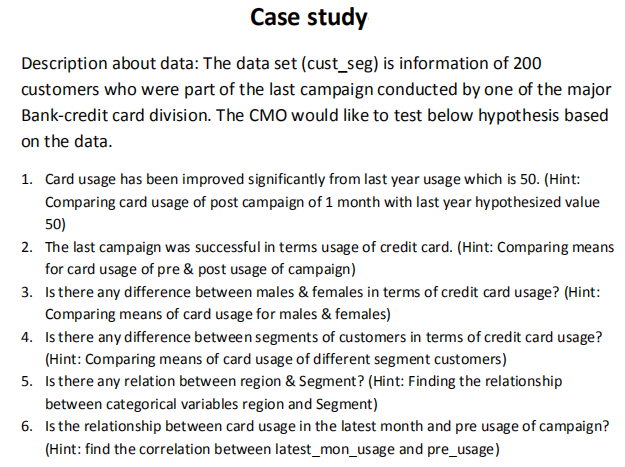 Case study
Description about data: The data set (cust_seg) is information of 200
customers who were part of the last campaign conducted by one of the major
Bank-credit card division. The CMO would like to test below hypothesis based
on the data.
1. Card usage has been improved significantly from last year usage which is 50. (Hint:
Comparing card usage of post campaign of 1 month with last year hypothesized value
50)
2. The last campaign was successful in terms usage of credit card. (Hint: Comparing means
for card usage of pre & post usage of campaign)
3. Is there any difference between males & females in terms of credit card usage? (Hint:
Comparing means of card usage for males & females)
4. Is there any difference between segments of customers in terms of credit card usage?
(Hint: Comparing means of card usage of different segment customers)
5. Is there any relation between region & Segment? (Hint: Finding the relationship
between categorical variables region and Segment)
6. Is the relationship between card usage in the latest month and pre usage of campaign?
(Hint: find the correlation between latest_mon_usage and pre_usage)